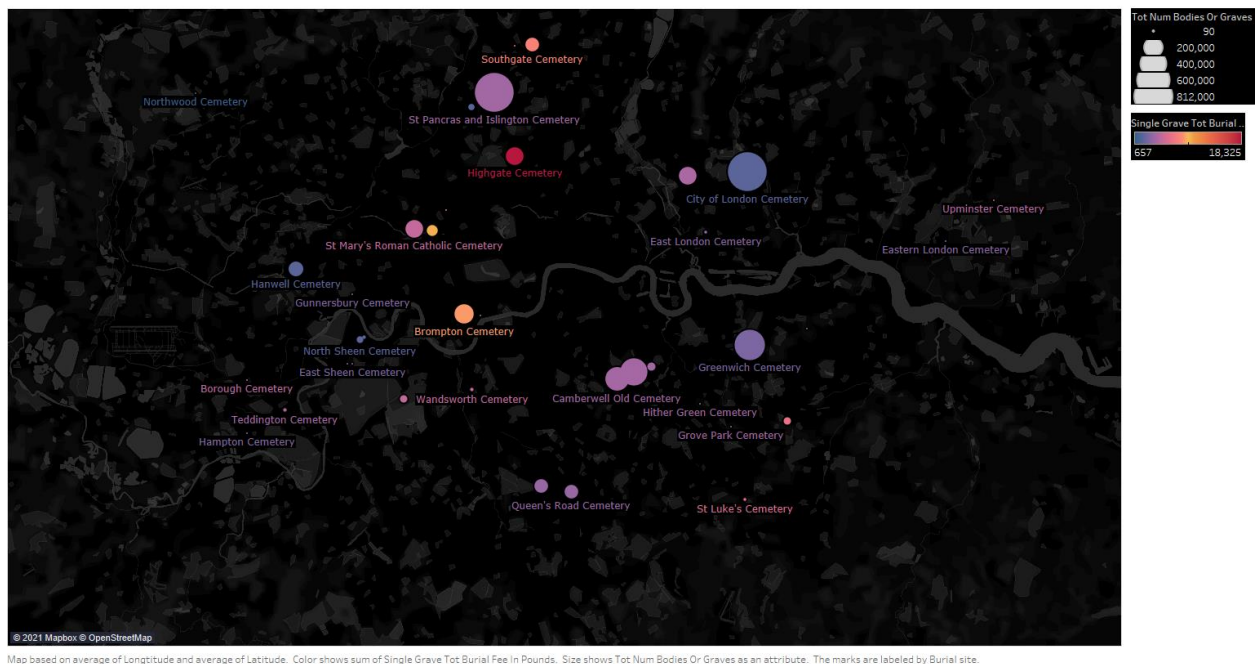 Tot Num Bodies Or Graves
90
200,000
400,000
600,000
812,000
Single Grave Tot Burial ..
657 18,325
Southgate Cemetery
Northwood Cemetery
St Pancras and Islington Cemetery
Highgate Cemetery
City of London Cemetery
Upminster Cemetery
St Mary's Roman Catholic Cemetery
East London Cemetery
Eastern London Cemetery
Hanwell Cemetery
Gunnersbury Cemetery
Brompton Cemetery
North Sheen Cemetery
East Sheen Cemetery
Greenwich Cemetery
Borough Cemetery
Wandsworth Cemetery
Camberwell Old Cemetery
Teddington Cemetery
Hither Green Cemetery
Hampton Cemetery
Grove Park Cemetery
Queen's Road Cemetery
St Luke's Cemetery
© 2021 Mapbox © OpenStreetMap
Map based on average of Longtitude and average of Latitude. Color shows sum of Single Grave Tot Burial Fee In Pounds. Size shows Tot Num Bodies Or Graves as an attribute. The marks are labeled by Burial site.